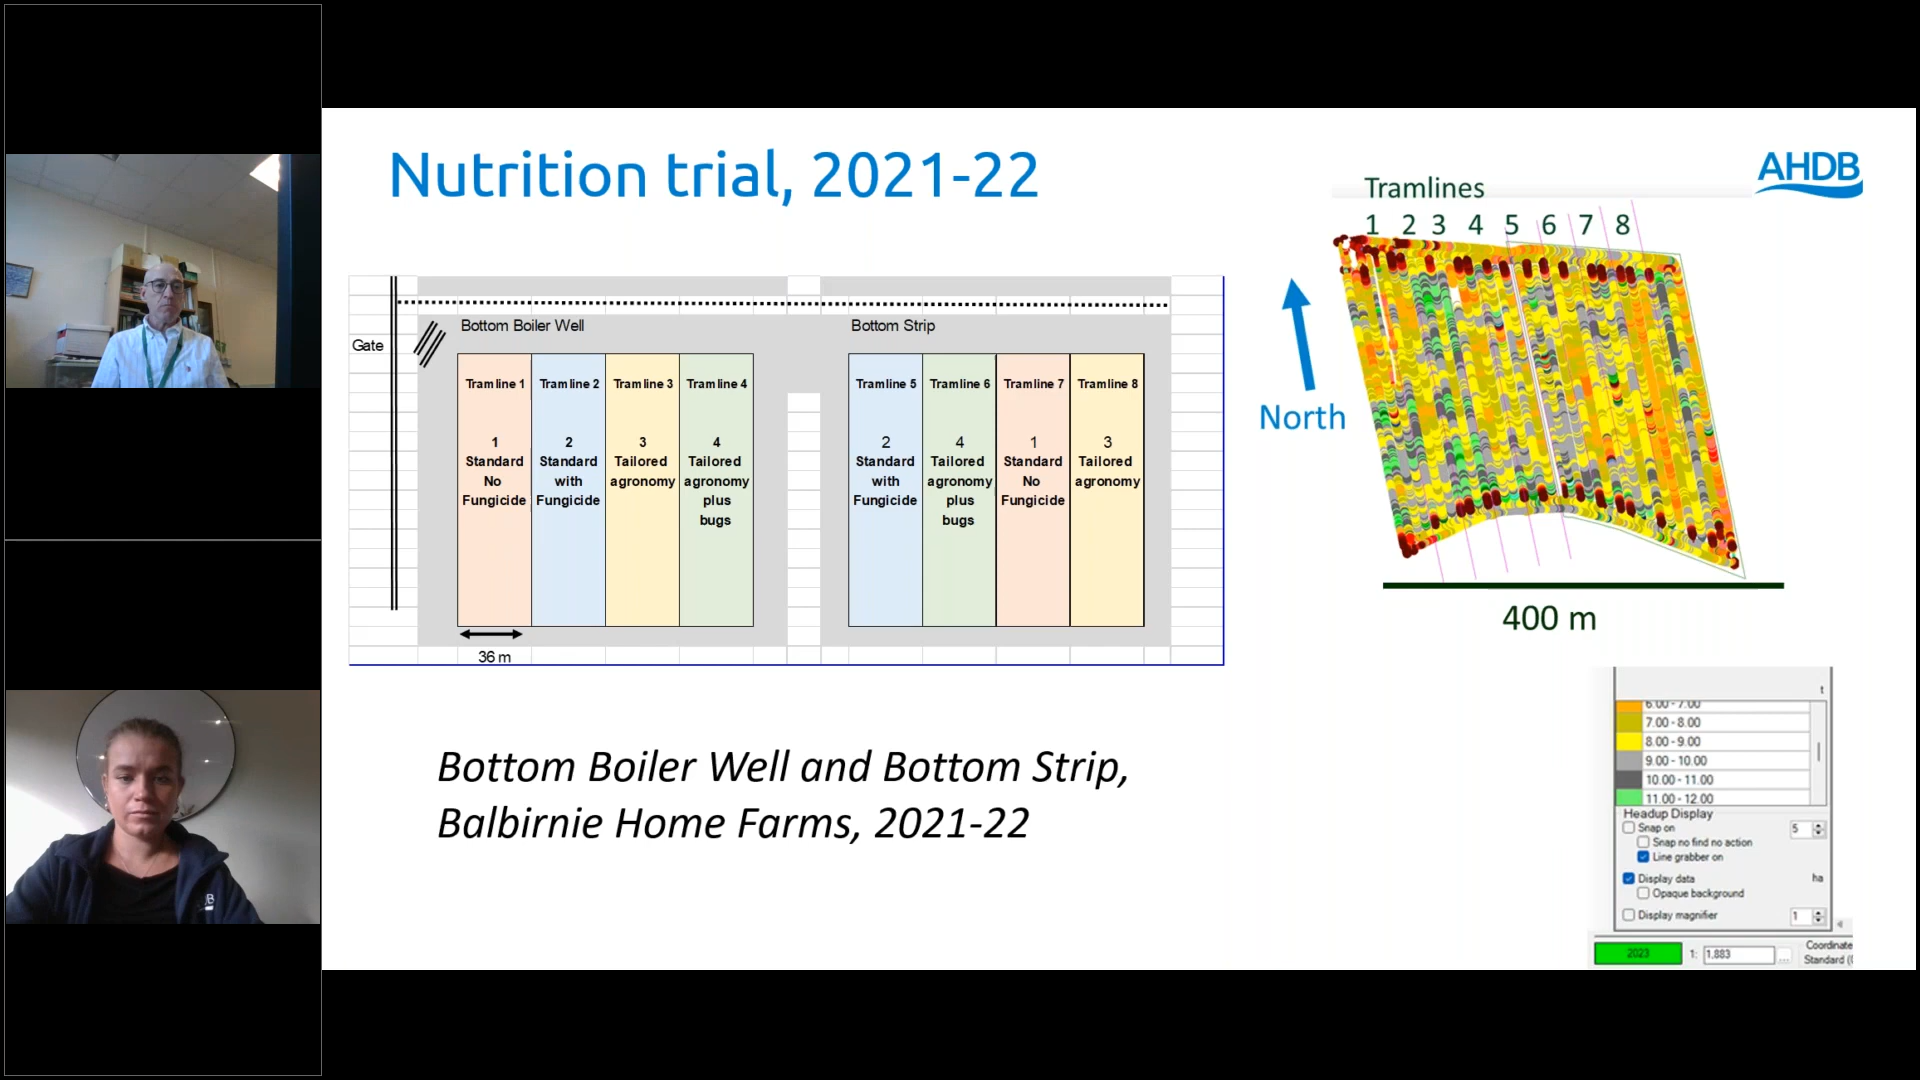 Nutrition trial, 2021-22
AHDB
Tramlines
1 2 3 4 5 6 7 8
North
400 m
Gate
Bottom Boiler Well
Bottom Strip
Tramline 1
Tramline 2
Tramline 3
Tramline 4
Tramline 5
Tramline 6
Tramline 7
Tramline 8
1
Standard
No
Fungicide
2
Standard
with
Fungicide
3
Tailored
agronomy
4
Tailored
agronomy
plus
bugs
2
Standard
with
Fungicide
4
Tailored
agronomy
plus
bugs
1
Standard
No
Fungicide
3
Tailored
agronomy
36 m
Bottom Boiler Well and Bottom Strip,
Balbirnie Home Farms, 2021-22
t
6.00 - 7.00
7.00 - 8.00
8.00 - 9.00
9.00 - 10.00
10.00 - 11.00
11.00 - 12.00
Headup Display
Snap on
5
Snap no find no action
Line grabber on
Display data
ha
Opaque background
Display magnifier
1
2023
1:
1,883
...
Coordinate
Standard (